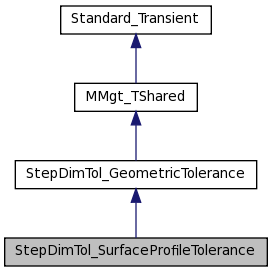 Standard_Transient
MMgt_TShared
StepDimTol_GeometricTolerance
StepDimTol_SurfaceProfileTolerance